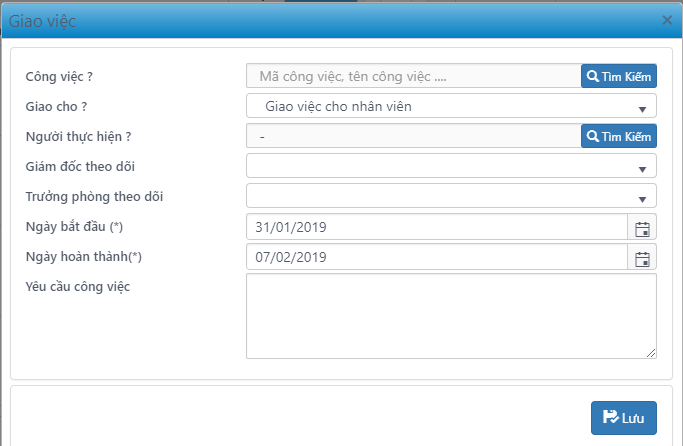 Giao việc
Công việc ? Mã công việc, tên công việc .... Tìm Kiếm
Giao cho ? Giao việc cho nhân viên
Người thực hiện ? - Tìm Kiếm
Giám đốc theo dõi
Trưởng phòng theo dõi
Ngày bắt đầu (*) 31/01/2019
Ngày hoàn thành(*) 07/02/2019
Yêu cầu công việc
Lưu